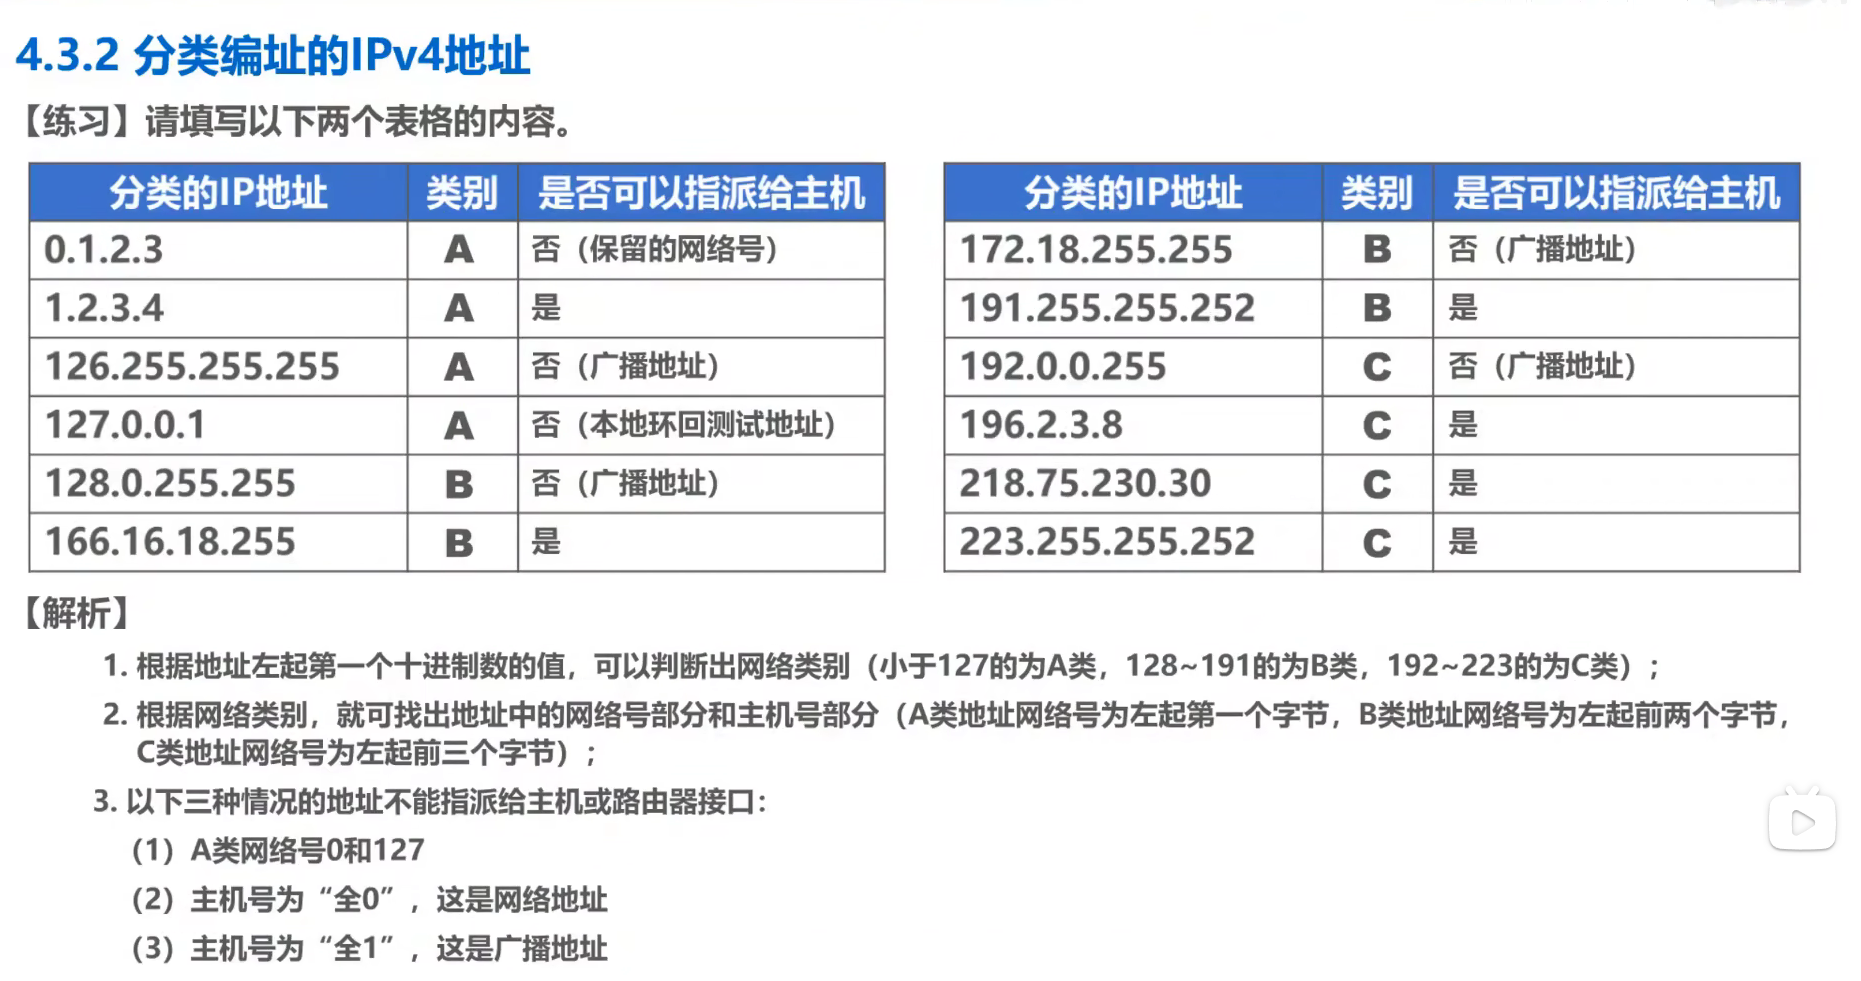 4.3.2 分类编址的IPv4地址
【练习】请填写以下两个表格的内容。
分类的IP地址 类别 是否可以指派给主机
0.1.2.3 A 否（保留的网络号）
1.2.3.4 A 是
126.255.255.255 A 否（广播地址）
127.0.0.1 A 否（本地环回测试地址）
128.0.255.255 B 否（广播地址）
166.16.18.255 B 是
分类的IP地址 类别 是否可以指派给主机
172.18.255.255 B 否（广播地址）
191.255.255.252 B 是
192.0.0.255 C 否（广播地址）
196.2.3.8 C 是
218.75.230.30 C 是
223.255.255.252 C 是
【解析】
1. 根据地址左起第一个十进制数的值，可以判断出网络类别（小于127的为A类，128~191的为B类，192~223的为C类）；
2. 根据网络类别，就可找出地址中的网络号部分和主机号部分（A类地址网络号为左起第一个字节，B类地址网络号为左起前两个字节，
C类地址网络号为左起前三个字节）；
3. 以下三种情况的地址不能指派给主机或路由器接口：
（1）A类网络号0和127
（2）主机号为“全0”，这是网络地址
（3）主机号为“全1”，这是广播地址